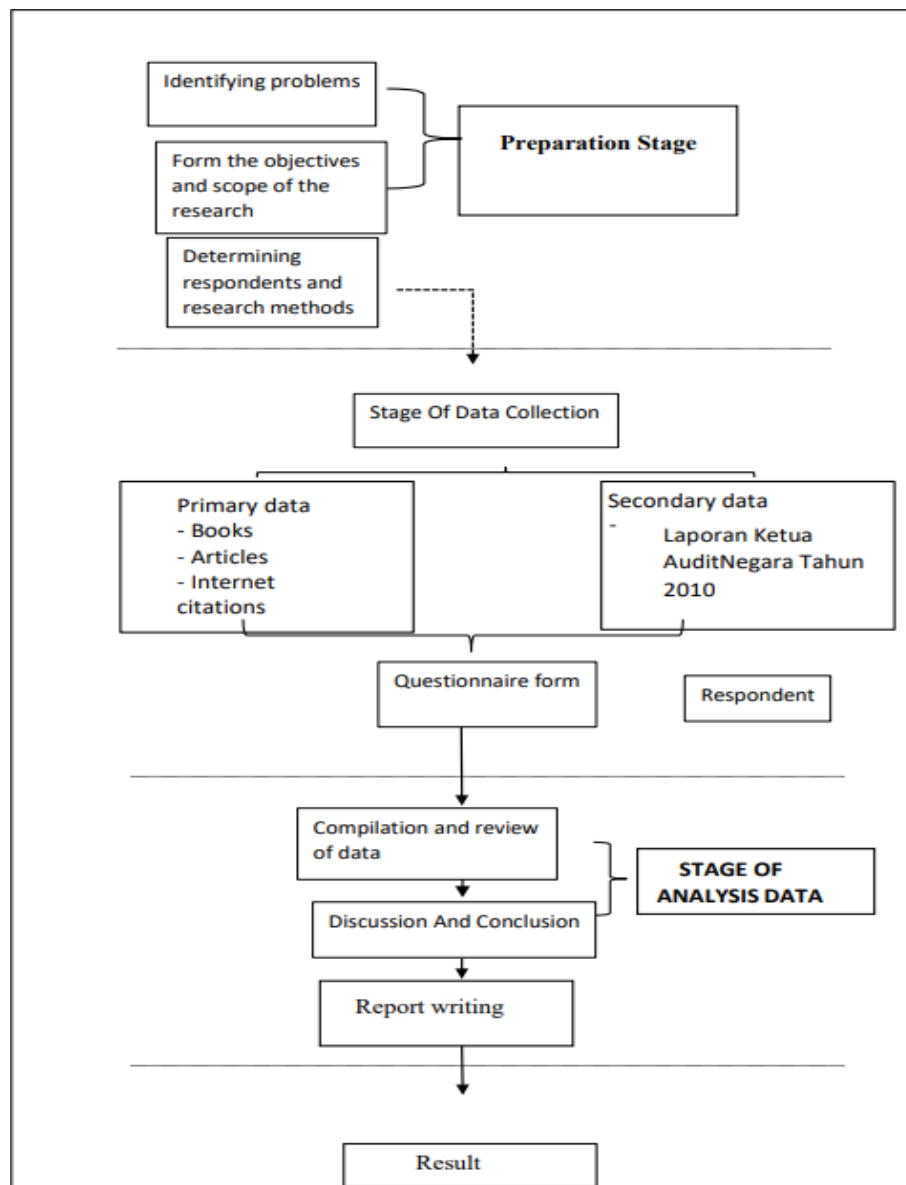 Identifying problems
Preparation Stage
Form the objectives
and scope of the
research
Determining
respondents and
research methods
Stage Of Data Collection
Primary data
- Books
- Articles
- Internet
citations
Secondary data
-
Laporan Ketua
AuditNegara Tahun
2010
Questionnaire form
Respondent
Compilation and review
of data
STAGE OF
ANALYSIS DATA
Discussion And Conclusion
Report writing
Result